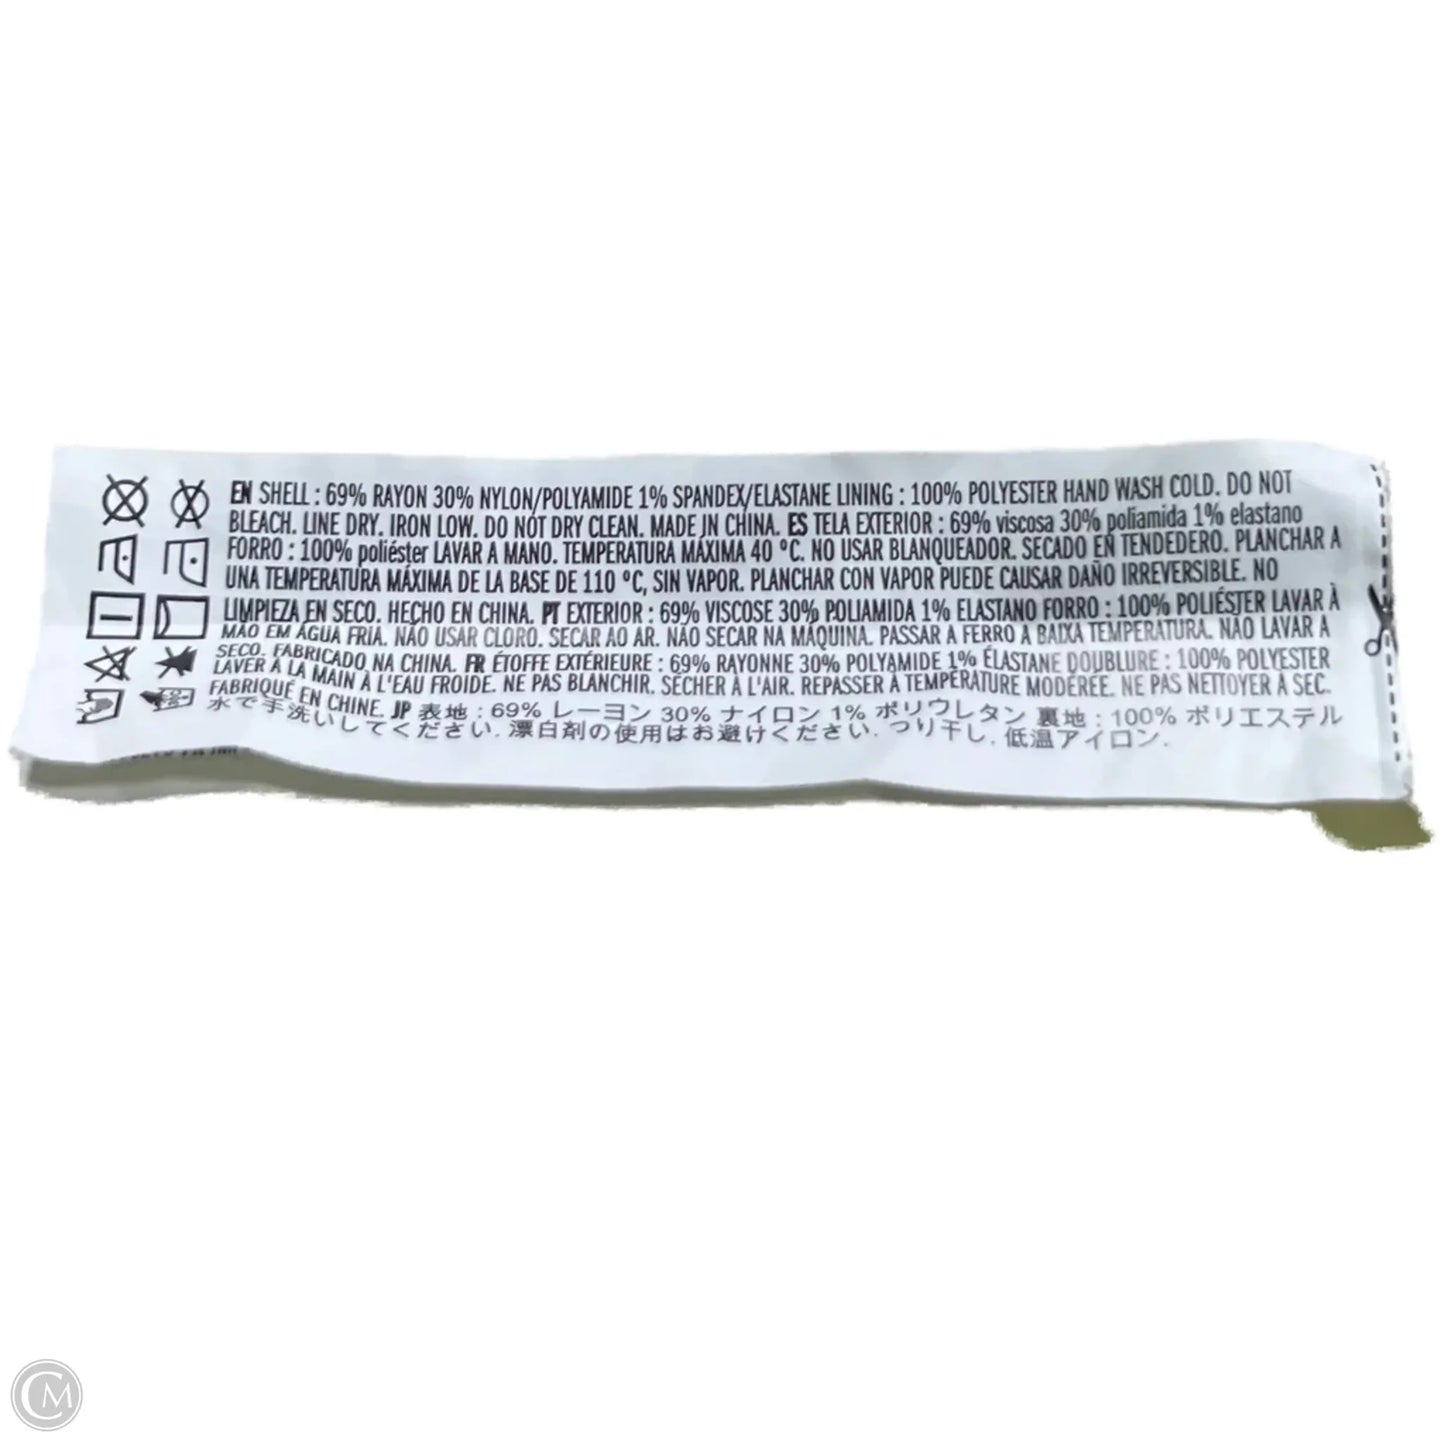 EN SHELL : 69% RAYON 30% NYLON/POLYAMIDE 1% SPANDEX/ELASTANE LINING : 100% POLYESTER HAND WASH COLD. DO NOT
BLEACH. LINE DRY. IRON LOW. DO NOT DRY CLEAN. MADE IN CHINA. ES TELA EXTERIOR : 69% viscosa 30% poliamida 1% elastano
FORRO : 100% poliéster LAVAR A MANO. TEMPERATURA MÁXIMA 40 ºC. NO USAR BLANQUEADOR. SECADO EN TENDEDERO. PLANCHAR A
UNA TEMPERATURA MÁXIMA DE LA BASE DE 110 ºC, SIN VAPOR. PLANCHAR CON VAPOR PUEDE CAUSAR DAÑO IRREVERSIBLE. NO
LIMPIEZA EN SECO. HECHO EN CHINA. PT EXTERIOR : 69% VISCOSE 30% POLIAMIDA 1% ELASTANO FORRO : 100% POLIÉSTER LAVAR À
MÃO EM ÁGUA FRIA. NÃO USAR CLORO. SECAR AO AR. NÃO SECAR NA MÁQUINA. PASSAR A FERRO A BAIXA TEMPERATURA. NÃO LAVAR A
SECO. FABRICADO NA CHINA. FR ÉTOFFE EXTÉRIEURE : 69% RAYONNE 30% POLYAMIDE 1% ÉLASTANE DOUBLURE : 100% POLYESTER
LAVER À LA MAIN À L'EAU FROIDE. NE PAS BLANCHIR. SÉCHER À L'AIR. REPASSER À TEMPÉRATURE MODÉRÉE. NE PAS NETTOYER À SEC.
FABRIQUÉ EN CHINE. JP 表地 : 69% レーヨン 30% ナイロン 1% ポリウレタン 裏地 : 100% ポリエステル
水で手洗いしてください. 漂白剤の使用はお避けください. つり干し. 低温アイロン.
CM